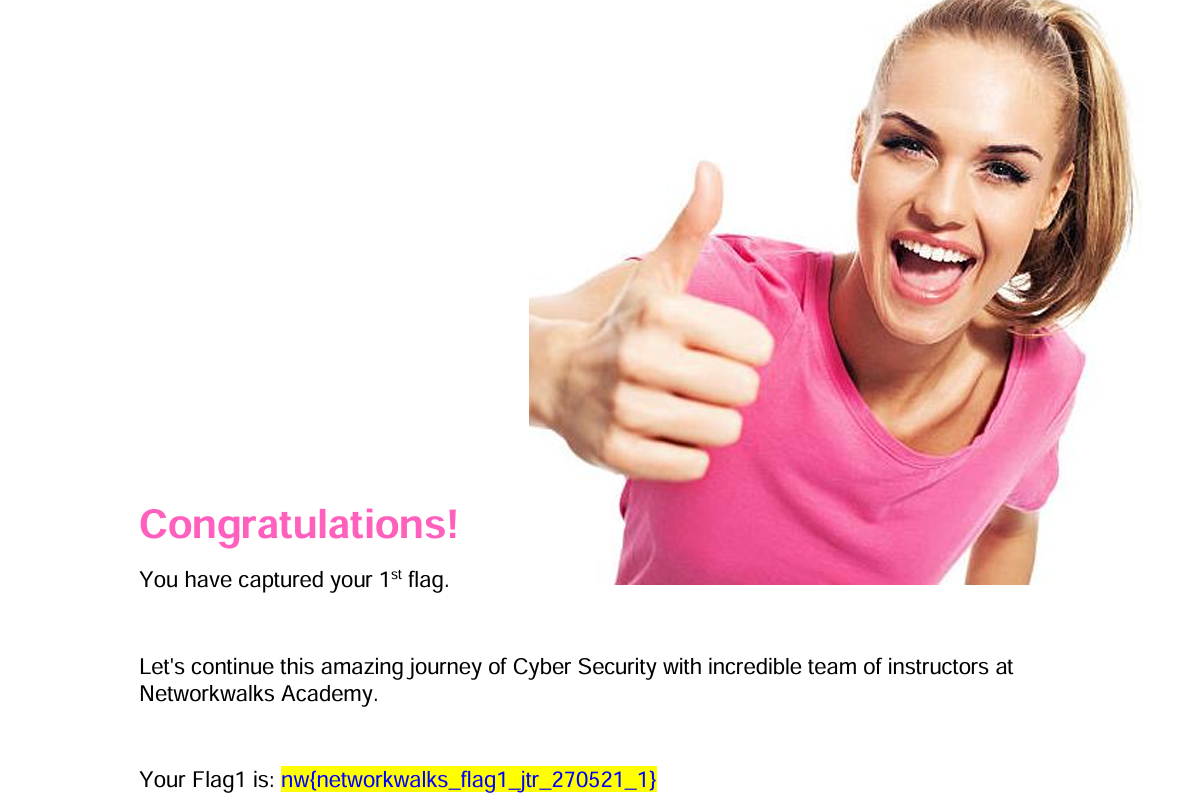 Congratulations!
You have captured your 1st flag.
Let's continue this amazing journey of Cyber Security with incredible team of instructors at
Networkwalks Academy.
Your Flag1 is: nw{networkwalks_flag1_jtr_270521_1}